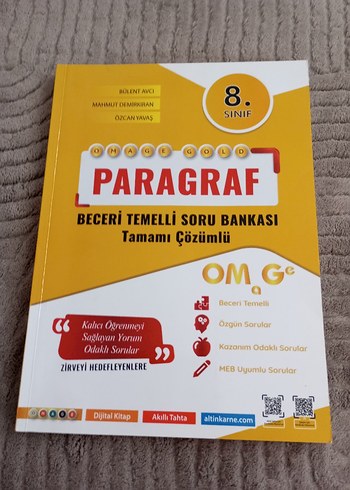 BÜLENT AVCI
MAHMUT DEMİRKIRAN
ÖZCAN YAVAŞ
8.
SINIF
OMAGE GOLD
PARAGRAF
BECERİ TEMELLİ SORU BANKASI
Tamamı Çözümlü
OMaGe
Beceri Temelli
Özgün Sorular
Kazanım Odaklı Sorular
MEB Uyumlu Sorular
Kalıcı Öğrenmeyi
Sağlayan Yorum
Odaklı Sorular
ZİRVEYİ HEDEFLEYENLERE
Dijital Kitap
Akıllı Tahta
altinkarne.com